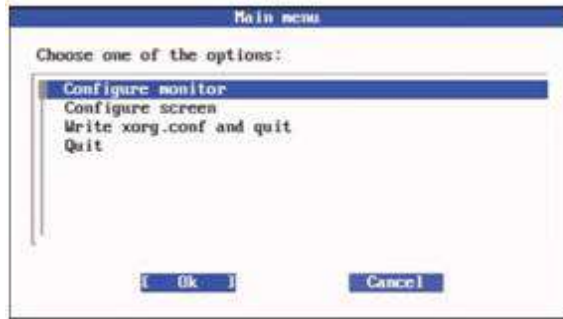 Main menu
Choose one of the options:
Configure monitor
Configure screen
Write xorg.conf and quit
Quit
[ Ok ] Cancel